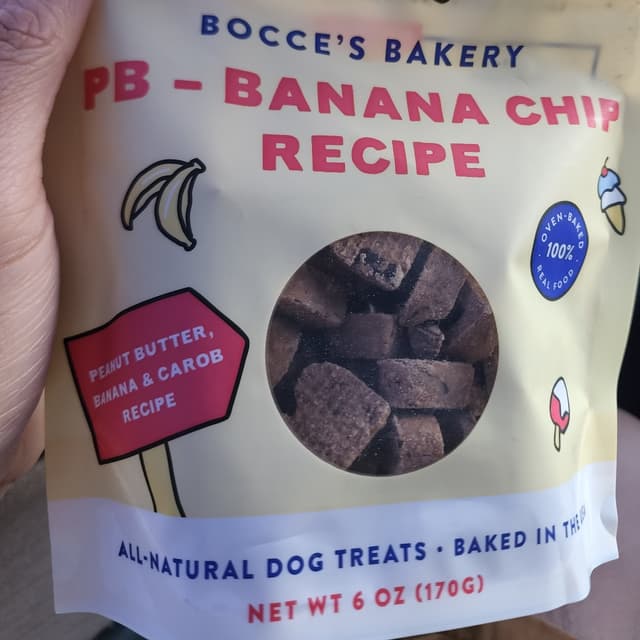 BOCCE'S BAKERY
PB – BANANA CHIP
RECIPE
OVEN-BAKED
100%
REAL FOOD
PEANUT BUTTER,
BANANA & CAROB
RECIPE
ALL-NATURAL DOG TREATS • BAKED IN THE
NET WT 6 OZ (170G)